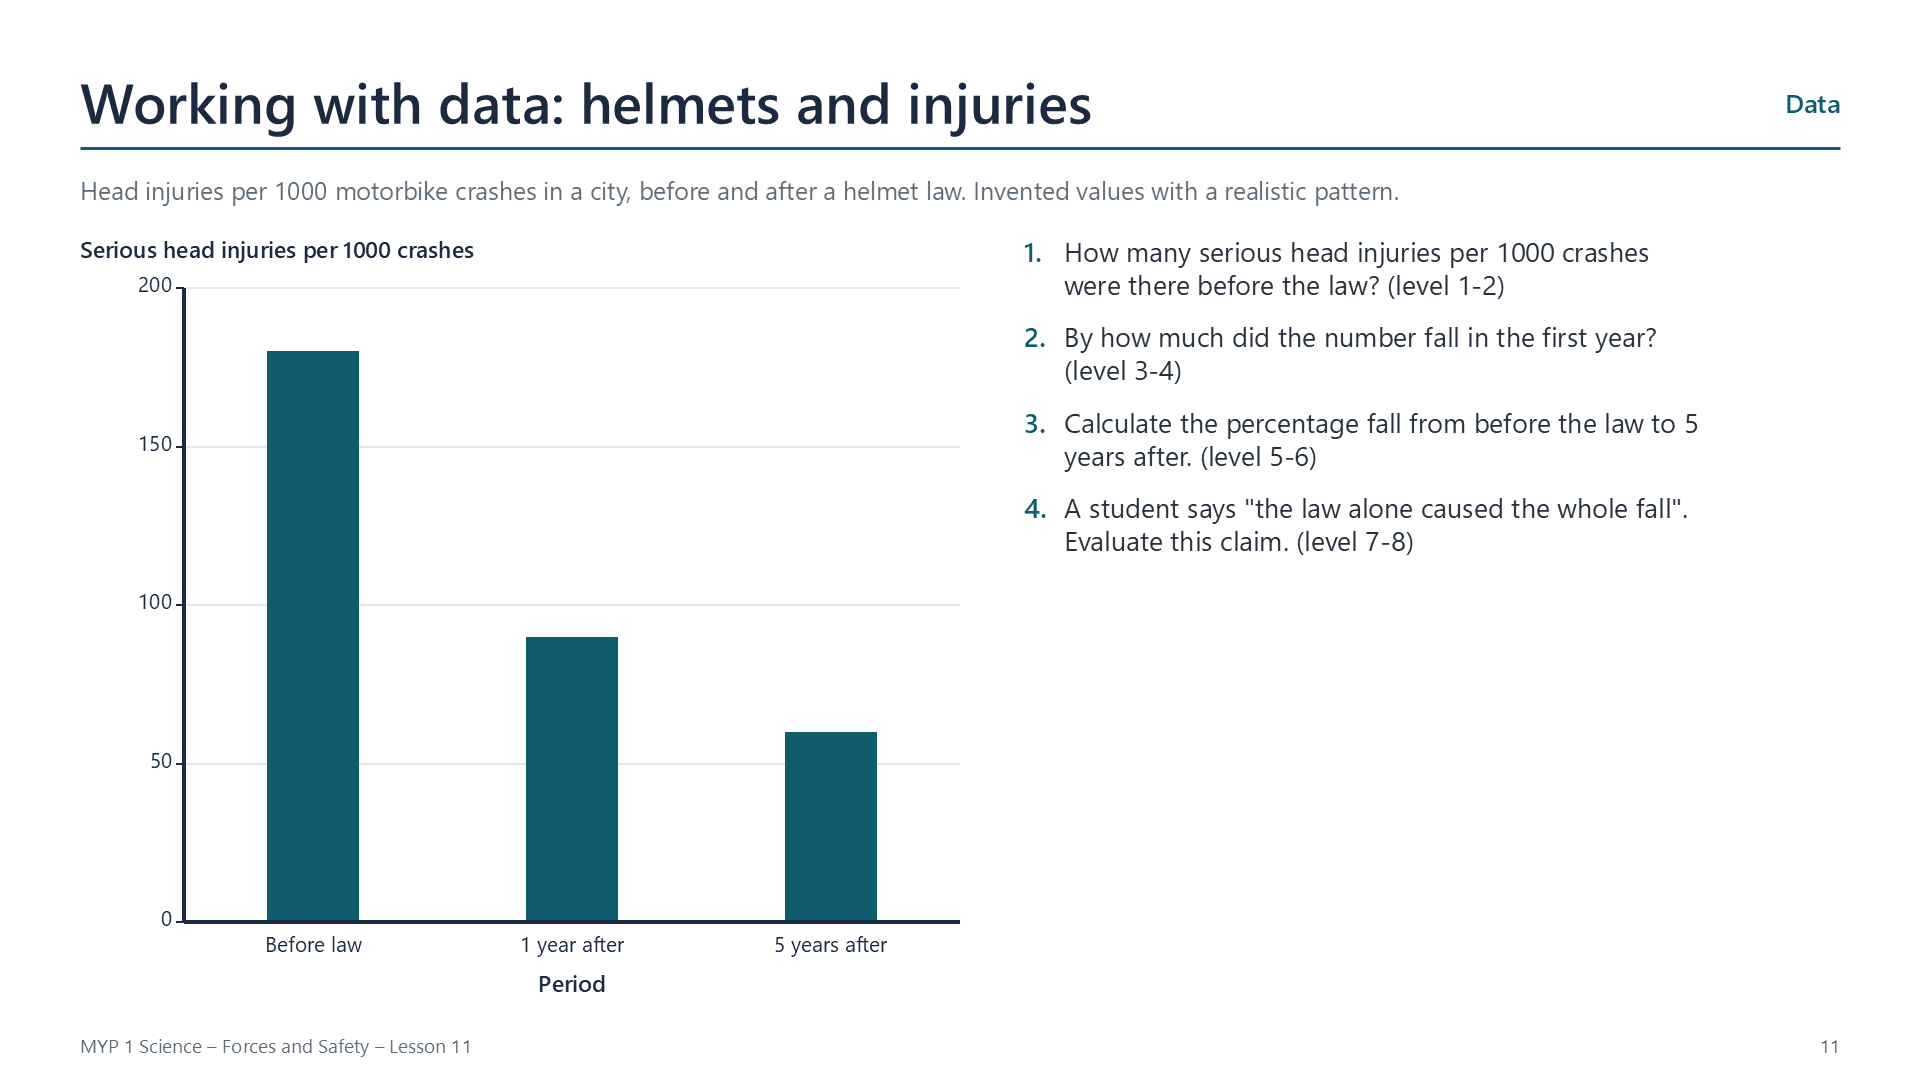 Working with data: helmets and injuries
Data
Head injuries per 1000 motorbike crashes in a city, before and after a helmet law. Invented values with a realistic pattern.
Serious head injuries per 1000 crashes
200
150
100
50
0
Before law
1 year after
5 years after
Period
1. How many serious head injuries per 1000 crashes
were there before the law? (level 1-2)
2. By how much did the number fall in the first year?
(level 3-4)
3. Calculate the percentage fall from before the law to 5
years after. (level 5-6)
4. A student says "the law alone caused the whole fall".
Evaluate this claim. (level 7-8)
MYP 1 Science – Forces and Safety – Lesson 11
11